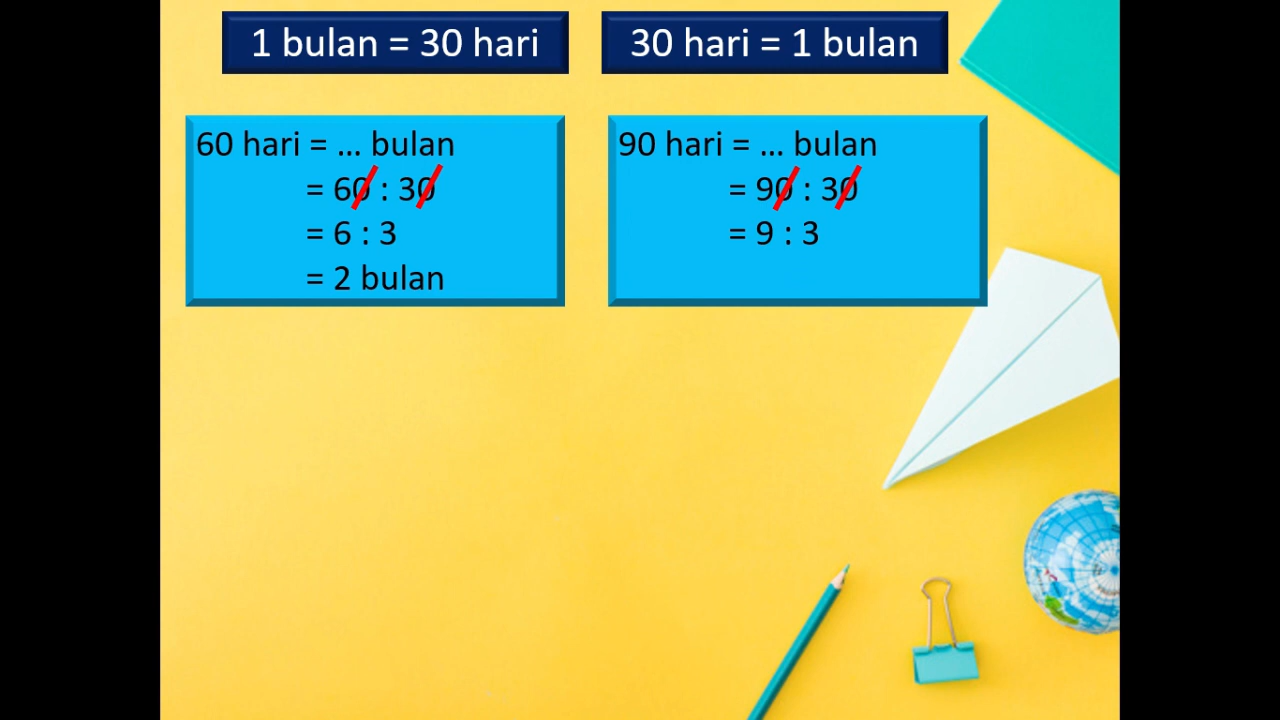 1 bulan = 30 hari
30 hari = 1 bulan
60 hari = ... bulan
= 60 : 30
= 6 : 3
= 2 bulan
90 hari = ... bulan
= 90 : 30
= 9 : 3